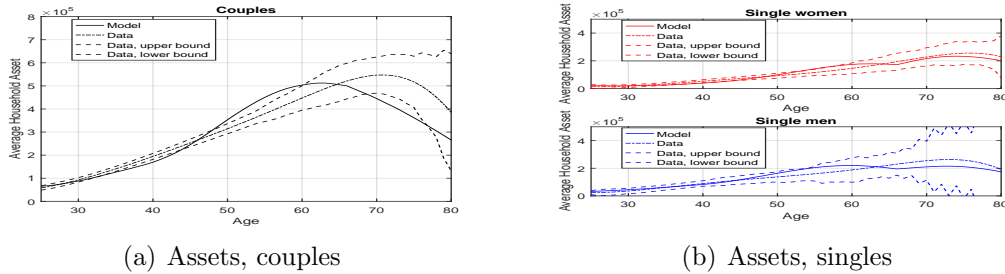 Couples
× 10^5
Average Household Asset
8
7
6
5
4
3
2
1
0
Model
Data
Data, upper bound
Data, lower bound
30 40 50 60 70 80
Age
(a) Assets, couples
Single women
× 10^5
Average Household Asset
4
2
0
Model
Data
Data, upper bound
Data, lower bound
30 40 50 60 70 80
Age
Single men
× 10^5
Average Household Asset
4
2
0
Model
Data
Data, upper bound
Data, lower bound
30 40 50 60 70 80
Age
(b) Assets, singles